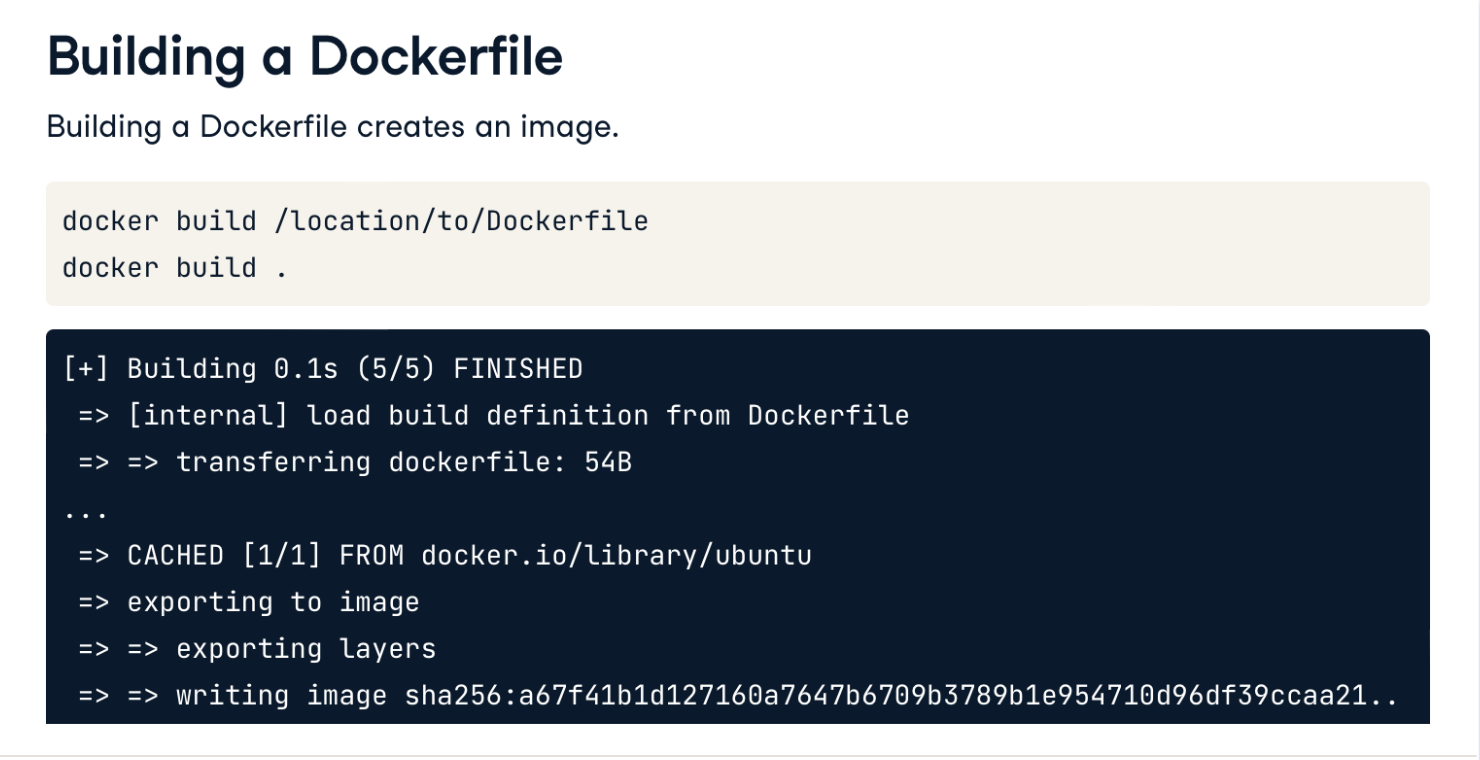 Building a Dockerfile
Building a Dockerfile creates an image.
docker build /location/to/Dockerfile
docker build .
[+] Building 0.1s (5/5) FINISHED
 => [internal] load build definition from Dockerfile
 => => transferring dockerfile: 54B
...
 => CACHED [1/1] FROM docker.io/library/ubuntu
 => exporting to image
 => => exporting layers
 => => writing image sha256:a67f41b1d127160a7647b6709b3789b1e954710d96df39ccaa21..